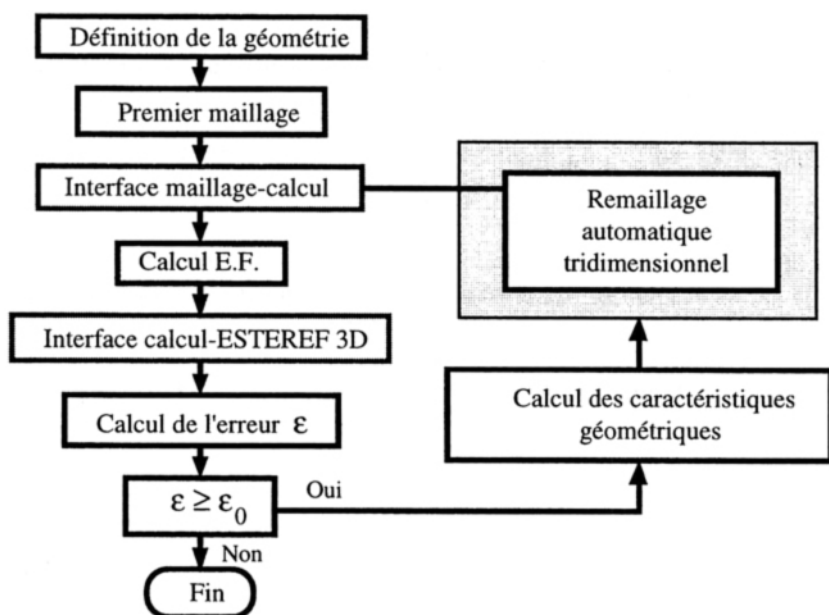 Définition de la géométrie
Premier maillage
Interface maillage-calcul
Calcul E.F.
Interface calcul-ESTEREF 3D
Calcul de l'erreur ε
ε ≥ ε₀
Oui
Non
Fin
Remaillage
automatique
tridimensionnel
Calcul des caractéristiques
géométriques